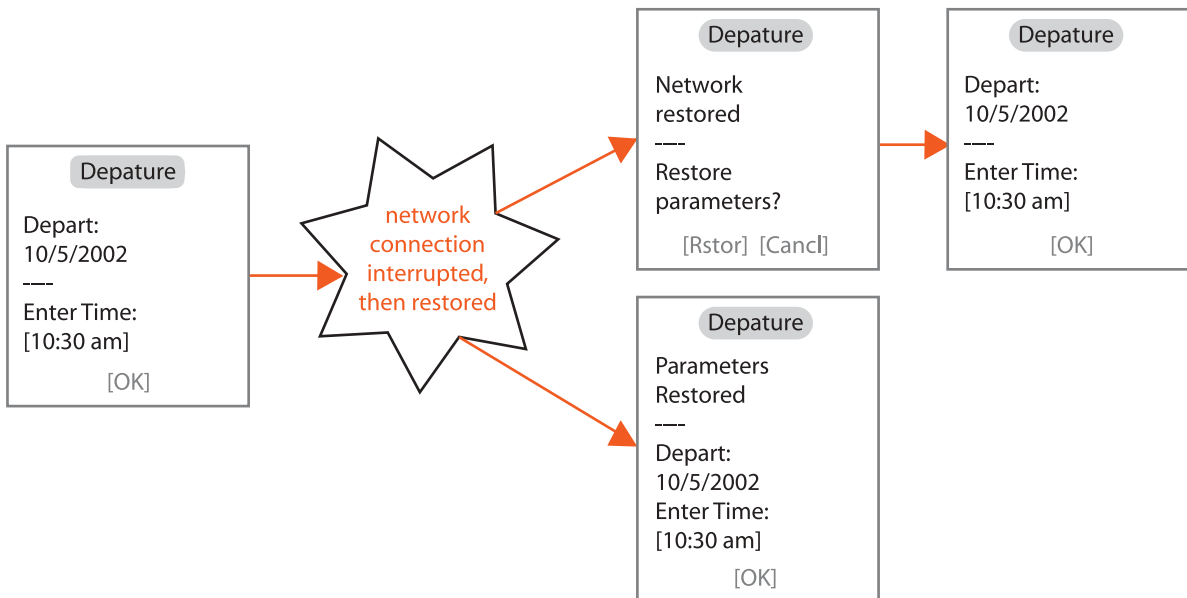 Depature
Depart:
10/5/2002
----
Enter Time:
[10:30 am]
[OK]
network
connection
interrupted,
then restored
Depature
Network
restored
----
Restore
parameters?
[Rstor] [Cancl]
Depature
Depart:
10/5/2002
----
Enter Time:
[10:30 am]
[OK]
Depature
Parameters
Restored
----
Depart:
10/5/2002
Enter Time:
[10:30 am]
[OK]